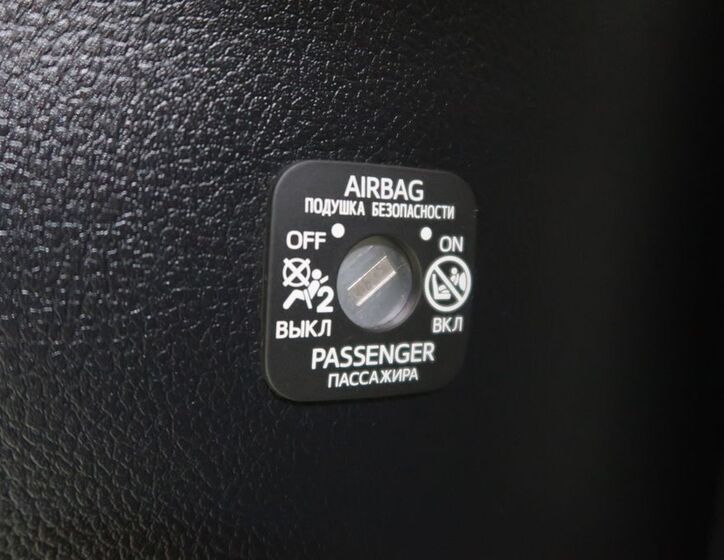 AIRBAG
ПОДУШКА БЕЗОПАСНОСТИ
OFF ON
2
ВЫКЛ ВКЛ
PASSENGER
ПАССАЖИРА